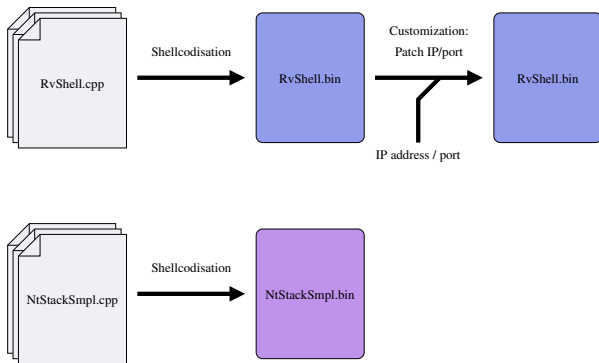 Customization:
Shellcodisation
Patch IP/port
RvShell.cpp
RvShell.bin
RvShell.bin
IP address / port
Shellcodisation
NtStackSmpl.cpp
NtStackSmpl.bin